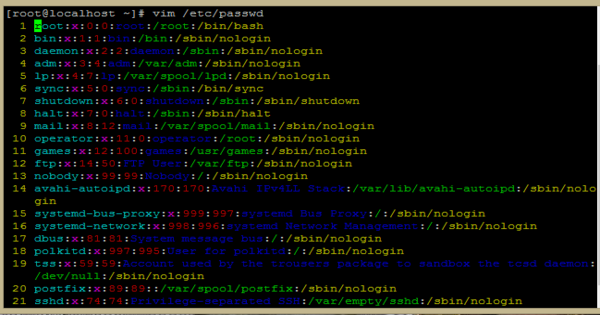 [root@localhost ~]# vim /etc/passwd
1 root:x:0:0:root:/root:/bin/bash
2 bin:x:1:1:bin:/bin:/sbin/nologin
3 daemon:x:2:2:daemon:/sbin:/sbin/nologin
4 adm:x:3:4:adm:/var/adm:/sbin/nologin
5 lp:x:4:7:lp:/var/spool/lpd:/sbin/nologin
6 sync:x:5:0:sync:/sbin:/bin/sync
7 shutdown:x:6:0:shutdown:/sbin:/sbin/shutdown
8 halt:x:7:0:halt:/sbin:/sbin/halt
9 mail:x:8:12:mail:/var/spool/mail:/sbin/nologin
10 operator:x:11:0:operator:/root:/sbin/nologin
11 games:x:12:100:games:/usr/games:/sbin/nologin
12 ftp:x:14:50:FTP User:/var/ftp:/sbin/nologin
13 nobody:x:99:99:Nobody:/:/sbin/nologin
14 avahi-autoipd:x:170:170:Avahi IPv4LL Stack:/var/lib/avahi-autoipd:/sbin/nolo
gin
15 systemd-bus-proxy:x:999:997:systemd Bus Proxy:/:/sbin/nologin
16 systemd-network:x:998:996:systemd Network Management:/:/sbin/nologin
17 dbus:x:81:81:System message bus:/:/sbin/nologin
18 polkitd:x:997:995:User for polkitd:/:/sbin/nologin
19 tss:x:59:59:Account used by the trousers package to sandbox the tcsd daemon:
/dev/null:/sbin/nologin
20 postfix:x:89:89::/var/spool/postfix:/sbin/nologin
21 sshd:x:74:74:Privilege-separated SSH:/var/empty/sshd:/sbin/nologin